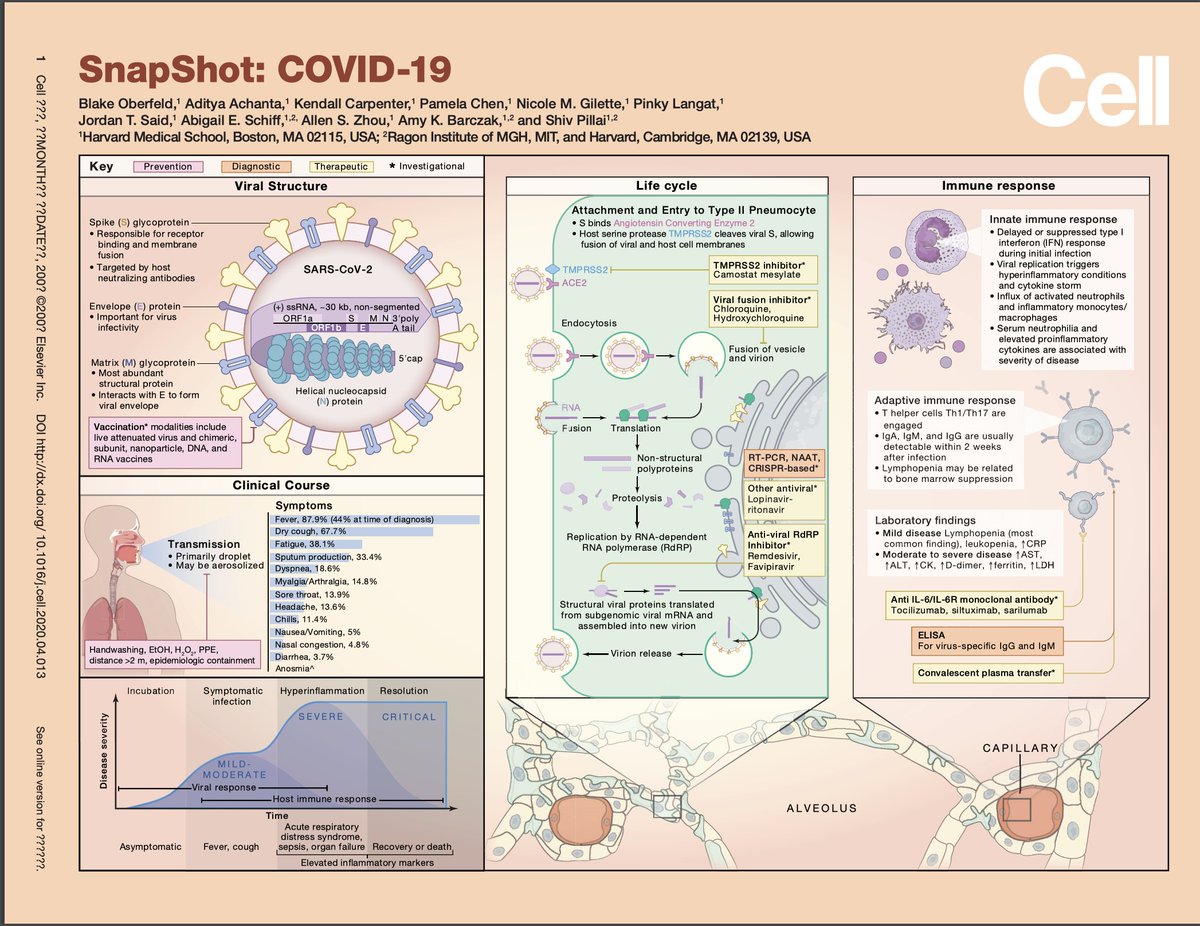 SnapShot: COVID-19
Cell
Blake Oberfeld,¹ Aditya Achanta,¹ Kendall Carpenter,¹ Pamela Chen,¹ Nicole M. Gilette,¹ Pinky Langat,¹
Jordan T. Said,¹ Abigail E. Schiff,¹,² Allen S. Zhou,¹ Amy K. Barczak,¹,² and Shiv Pillai¹,²
¹Harvard Medical School, Boston, MA 02115, USA; ²Ragon Institute of MGH, MIT, and Harvard, Cambridge, MA 02139, USA
1 Cell ???, ??MONTH?? ??DATE??, 200? ©200? Elsevier Inc. DOI http://dx.doi.org/ 10.1016/j.cell.2020.04.013 See online version for ??????.
Key Prevention Diagnostic Therapeutic * Investigational
Viral Structure
Spike (S) glycoprotein
• Responsible for receptor
binding and membrane
fusion
• Targeted by host
neutralizing antibodies
Envelope (E) protein
• Important for virus
infectivity
Matrix (M) glycoprotein
• Most abundant
structural protein
• Interacts with E to form
viral envelope
Vaccination* modalities include
live attenuated virus and chimeric,
subunit, nanoparticle, DNA, and
RNA vaccines
SARS-CoV-2
(+) ssRNA, ~30 kb, non-segmented
ORF1a S M N 3'poly
ORF1b E A tail
5'cap
Helical nucleocapsid
(N) protein
Clinical Course
Transmission
• Primarily droplet
• May be aerosolized
Handwashing, EtOH, H₂O₂, PPE,
distance >2 m, epidemiologic containment
Symptoms
Fever, 87.9% (44% at time of diagnosis)
Dry cough, 67.7%
Fatigue, 38.1%
Sputum production, 33.4%
Dyspnea, 18.6%
Myalgia/Arthralgia, 14.8%
Sore throat, 13.9%
Headache, 13.6%
Chills, 11.4%
Nausea/Vomiting, 5%
Nasal congestion, 4.8%
Diarrhea, 3.7%
Anosmia^
Incubation Symptomatic infection Hyperinflammation Resolution
Disease severity
SEVERE CRITICAL
MILD-
MODERATE
Viral response
Host immune response
Time
Asymptomatic
Fever, cough
Acute respiratory
distress syndrome,
sepsis, organ failure
Recovery or death
Elevated inflammatory markers
Life cycle
Attachment and Entry to Type II Pneumocyte
• S binds Angiotensin Converting Enzyme 2
• Host serine protease TMPRSS2 cleaves viral S, allowing
fusion of viral and host cell membranes
TMPRSS2
ACE2
TMPRSS2 inhibitor*
Camostat mesylate
Viral fusion inhibitor*
Chloroquine,
Hydroxychloroquine
Endocytosis
Fusion of vesicle
and virion
RNA
Fusion
Translation
Non-structural
polyproteins
Proteolysis
Replication by RNA-dependent
RNA polymerase (RdRP)
RT-PCR, NAAT,
CRISPR-based*
Other antiviral*
Lopinavir-
ritonavir
Anti-viral RdRP
Inhibitor*
Remdesivir,
Favipiravir
Structural viral proteins translated
from subgenomic viral mRNA and
assembled into new virion
Virion release
Immune response
Innate immune response
• Delayed or suppressed type I
interferon (IFN) response
during initial infection
• Viral replication triggers
hyperinflammatory conditions
and cytokine storm
• Influx of activated neutrophils
and inflammatory monocytes/
macrophages
• Serum neutrophilia and
elevated proinflammatory
cytokines are associated with
severity of disease
Adaptive immune response
• T helper cells Th1/Th17 are
engaged
• IgA, IgM, and IgG are usually
detectable within 2 weeks
after infection
• Lymphopenia may be related
to bone marrow suppression
Laboratory findings
• Mild disease Lymphopenia (most
common finding), leukopenia, ↑CRP
• Moderate to severe disease ↑AST,
↑ALT, ↑CK, ↑D-dimer, ↑ferritin, ↑LDH
Anti IL-6/IL-6R monoclonal antibody*
Tocilizumab, siltuximab, sarilumab
ELISA
For virus-specific IgG and IgM
Convalescent plasma transfer*
CAPILLARY
ALVEOLUS